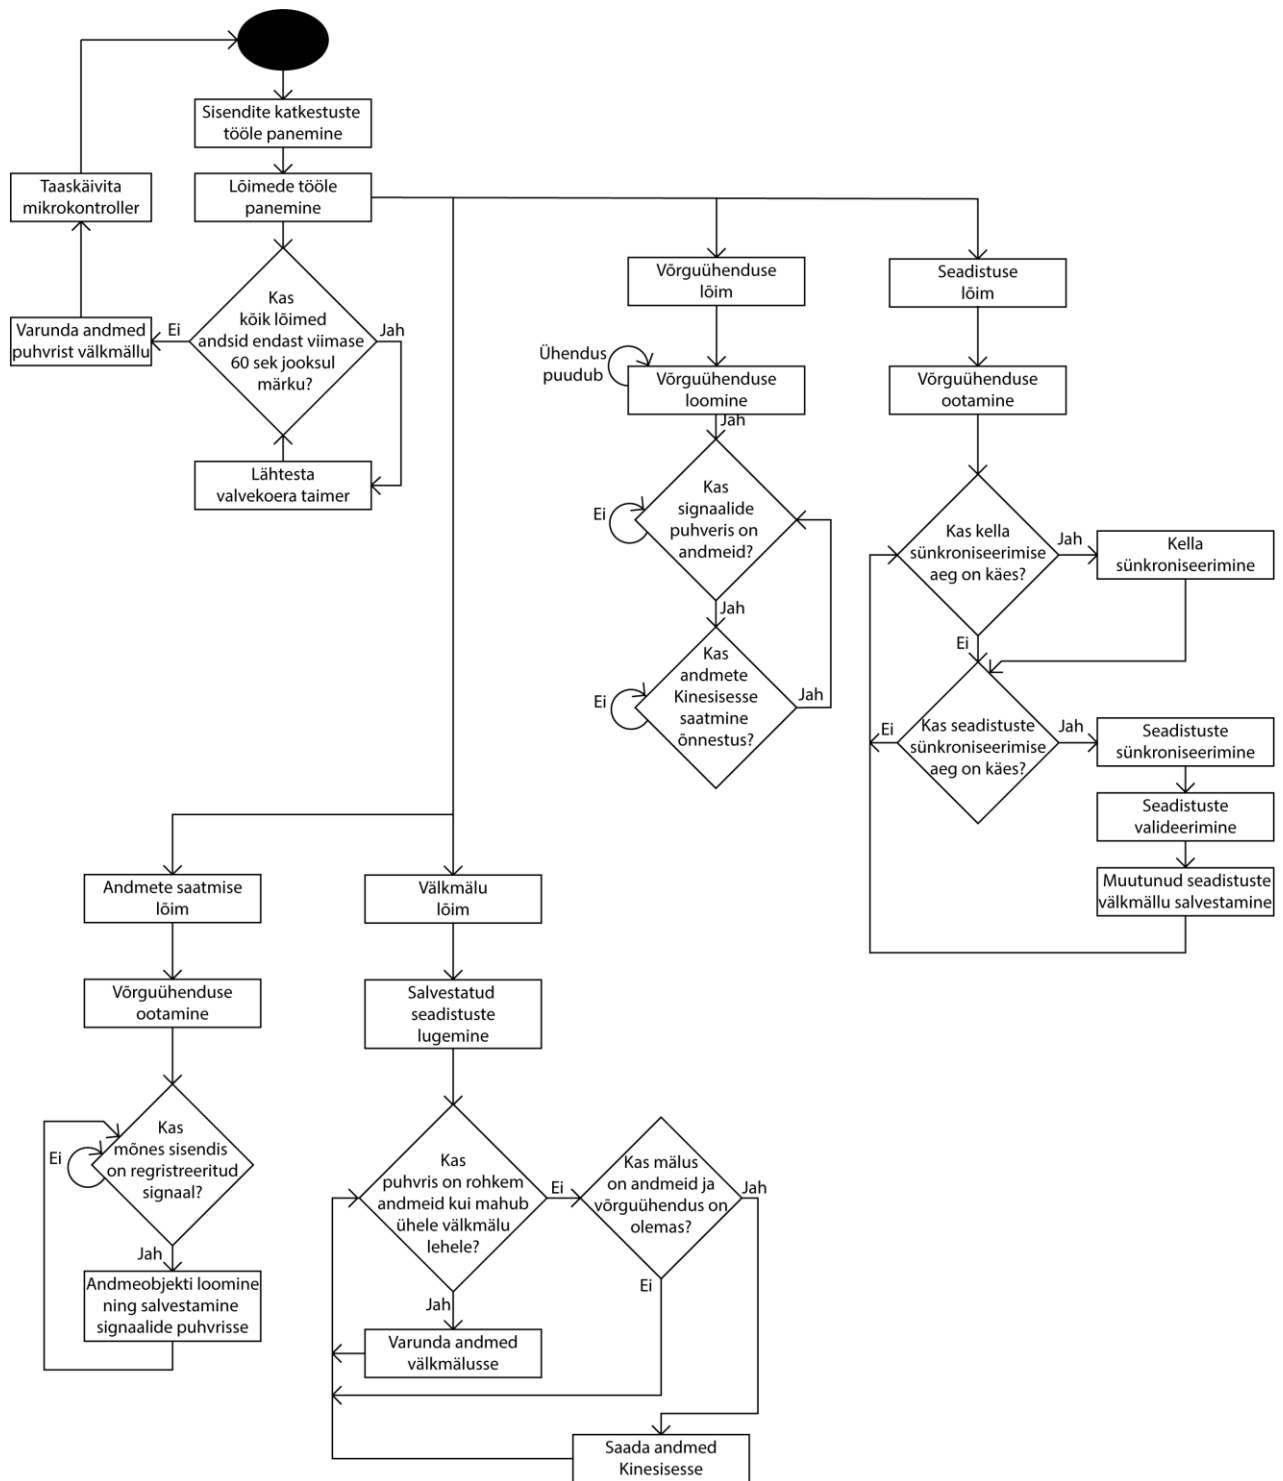 Sisendite katkestuste
tööle panemine
Taaskäivita
mikrokontroller
Lõimede tööle
panemine
Kas
kõik lõimed
andsid endast viimase
60 sek jooksul
märku?
Ei
Jah
Varunda andmed
puhvrist välkmällu
Lähtesta
valvekoera taimer
Võrguühenduse
lõim
Ühendus
puudub
Võrguühenduse
loomine
Jah
Kas
signaalide
puhveris on
andmeid?
Ei
Jah
Kas
andmete
Kinesisesse
saatmine
õnnestus?
Ei
Jah
Seadistuse
lõim
Võrguühenduse
ootamine
Kas kella
sünkroniseerimise
aeg on käes?
Jah
Kella
sünkroniseerimine
Ei
Kas seadistuste
sünkroniseerimise
aeg on käes?
Ei
Jah
Seadistuste
sünkroniseerimine
Seadistuste
valideerimine
Muutunud seadistuste
välkmällu salvestamine
Andmete saatmise
lõim
Võrguühenduse
ootamine
Kas
mõnes sisendis
on regristreeritud
signaal?
Ei
Jah
Andmeobjekti loomine
ning salvestamine
signaalide puhvrisse
Välkmälu
lõim
Salvestatud
seadistuste
lugemine
Kas
puhvris on rohkem
andmeid kui mahub
ühele välkmälu
lehele?
Ei
Jah
Varunda andmed
välkmälusse
Kas mälus
on andmeid ja
võrguühendus on
olemas?
Jah
Ei
Saada andmed
Kinesisesse